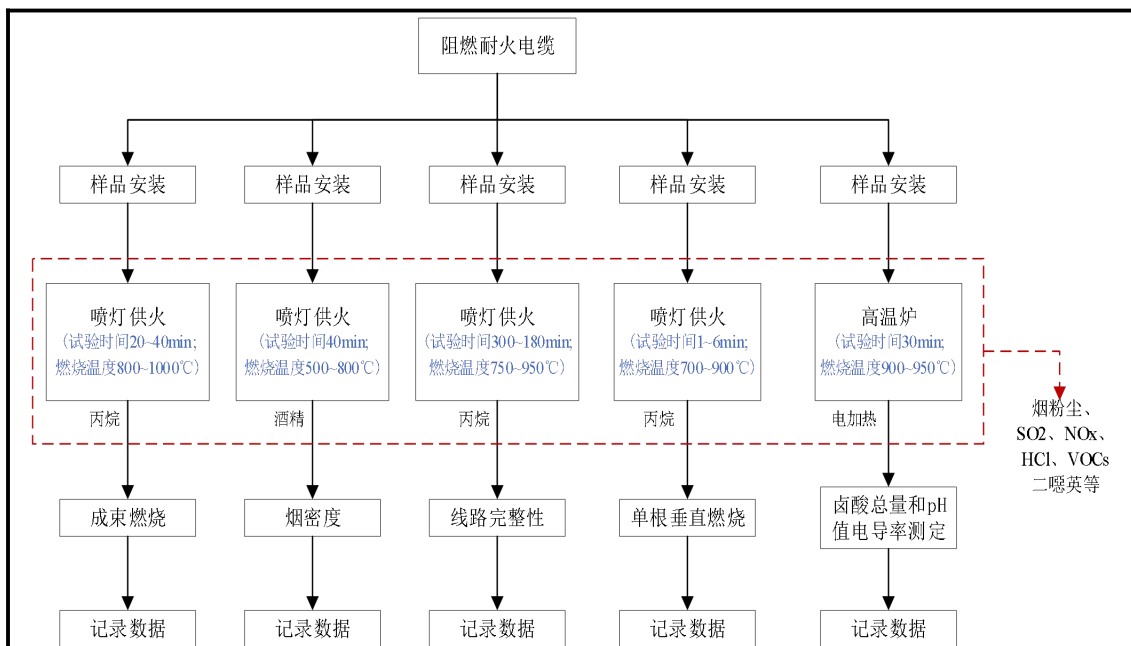 阻燃耐火电缆
样品安装
样品安装
样品安装
样品安装
样品安装
喷灯供火
（试验时间20~40min;
燃烧温度800~1000℃）
喷灯供火
（试验时间40min;
燃烧温度500~800℃）
喷灯供火
（试验时间300~180min;
燃烧温度750~950℃）
喷灯供火
（试验时间1~6min;
燃烧温度700~900℃）
高温炉
（试验时间30min;
燃烧温度900~950℃）
丙烷
酒精
丙烷
丙烷
电加热
烟粉尘、
SO2、NOx、
HCl、VOCs
二噁英等
成束燃烧
烟密度
线路完整性
单根垂直燃烧
卤酸总量和pH
值电导率测定
记录数据
记录数据
记录数据
记录数据
记录数据